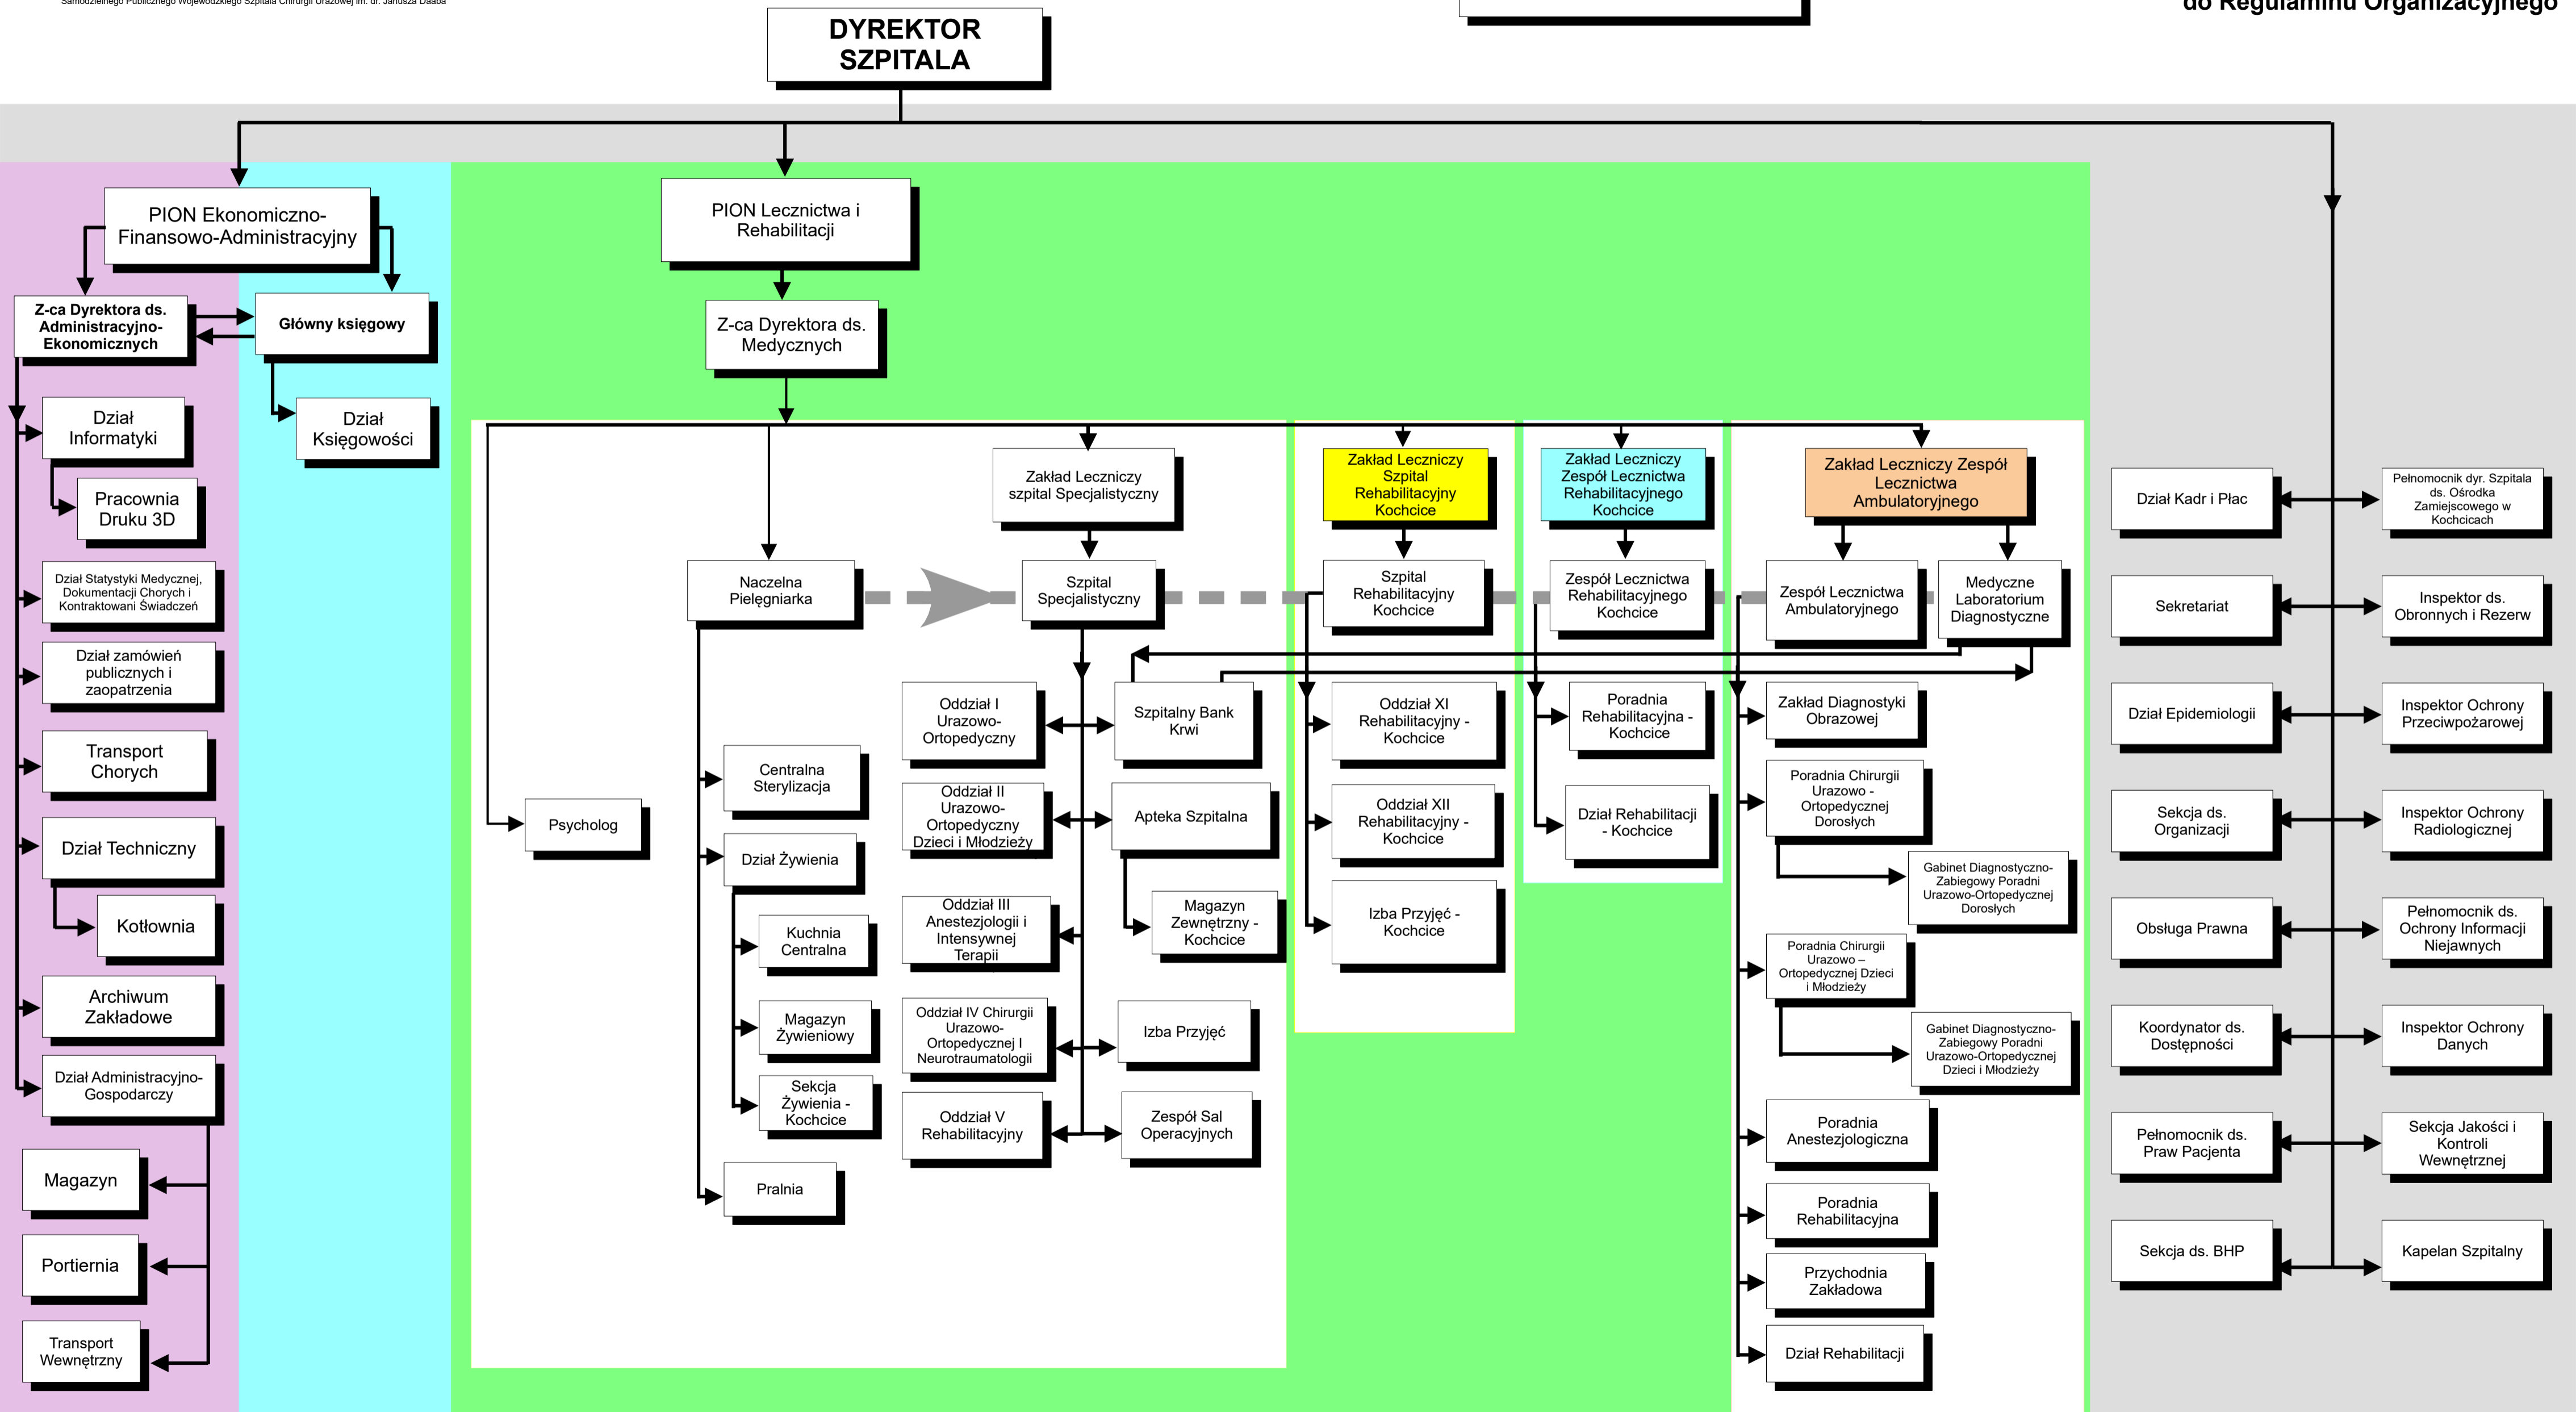 Samodzielnego Publicznego Wojewódzkiego Szpitala Chirurgii Urazowej im. dr. Janusza Daaba
do Regulaminu Organizacyjnego
DYREKTOR
SZPITALA
PION Ekonomiczno-
Finansowo-Administracyjny
PION Lecznictwa i
Rehabilitacji
Z-ca Dyrektora ds.
Administracyjno-
Ekonomicznych
Główny księgowy
Z-ca Dyrektora ds.
Medycznych
Dział
Informatyki
Pracownia
Druku 3D
Dział Statystyki Medycznej,
Dokumentacji Chorych i
Kontraktowani Świadczeń
Dział zamówień
publicznych i
zaopatrzenia
Transport
Chorych
Dział Techniczny
Kotłownia
Archiwum
Zakładowe
Dział Administracyjno-
Gospodarczy
Magazyn
Portiernia
Transport
Wewnętrzny
Dział
Księgowości
Psycholog
Naczelna
Pielęgniarka
Centralna
Sterylizacja
Dział Żywienia
Kuchnia
Centralna
Magazyn
Żywieniowy
Sekcja
Żywienia -
Kochcice
Pralnia
Zakład Leczniczy
szpital Specjalistyczny
Szpital
Specjalistyczny
Oddział I
Urazowo-
Ortopedyczny
Oddział II
Urazowo-
Ortopedyczny
Dzieci i Młodzieży
Oddział III
Anestezjologii i
Intensywnej
Terapii
Oddział IV Chirurgii
Urazowo-
Ortopedycznej I
Neurotraumatologii
Oddział V
Rehabilitacyjny
Szpitalny Bank
Krwi
Apteka Szpitalna
Magazyn
Zewnętrzny -
Kochcice
Izba Przyjęć
Zespół Sal
Operacyjnych
Zakład Leczniczy
Szpital
Rehabilitacyjny
Kochcice
Szpital
Rehabilitacyjny
Kochcice
Oddział XI
Rehabilitacyjny -
Kochcice
Oddział XII
Rehabilitacyjny -
Kochcice
Izba Przyjęć -
Kochcice
Zakład Leczniczy
Zespół Lecznictwa
Rehabilitacyjnego
Kochcice
Zespół Lecznictwa
Rehabilitacyjnego
Kochcice
Poradnia
Rehabilitacyjna -
Kochcice
Dział Rehabilitacji
- Kochcice
Zakład Leczniczy Zespół
Lecznictwa
Ambulatoryjnego
Zespół Lecznictwa
Ambulatoryjnego
Medyczne
Laboratorium
Diagnostyczne
Zakład Diagnostyki
Obrazowej
Poradnia Chirurgii
Urazowo -
Ortopedycznej
Dorosłych
Gabinet Diagnostyczno-
Zabiegowy Poradni
Urazowo-Ortopedycznej
Dorosłych
Poradnia Chirurgii
Urazowo –
Ortopedycznej Dzieci
i Młodzieży
Gabinet Diagnostyczno-
Zabiegowy Poradni
Urazowo-Ortopedycznej
Dzieci i Młodzieży
Poradnia
Anestezjologiczna
Poradnia
Rehabilitacyjna
Przychodnia
Zakładowa
Dział Rehabilitacji
Dział Kadr i Płac
Pełnomocnik dyr. Szpitala
ds. Ośrodka
Zamiejscowego w
Kochcicach
Sekretariat
Inspektor ds.
Obronnych i Rezerw
Dział Epidemiologii
Inspektor Ochrony
Przeciwpożarowej
Sekcja ds.
Organizacji
Inspektor Ochrony
Radiologicznej
Obsługa Prawna
Pełnomocnik ds.
Ochrony Informacji
Niejawnych
Koordynator ds.
Dostępności
Inspektor Ochrony
Danych
Pełnomocnik ds.
Praw Pacjenta
Sekcja Jakości i
Kontroli
Wewnętrznej
Sekcja ds. BHP
Kapelan Szpitalny